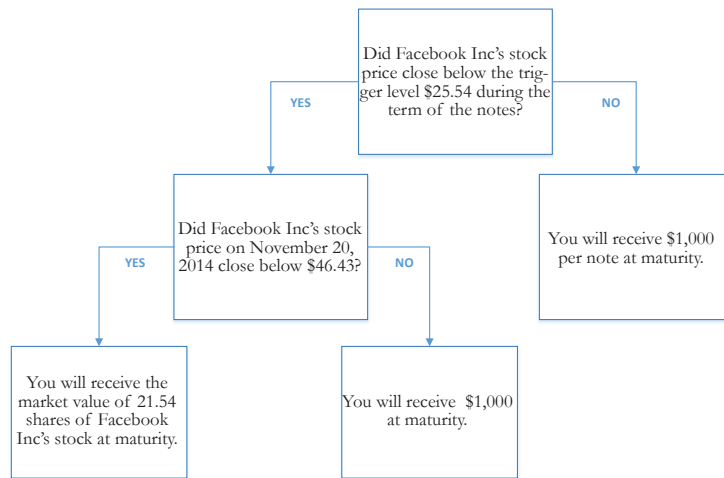 Did Facebook Inc's stock
price close below the trig-
ger level $25.54 during the
term of the notes?
YES
NO
Did Facebook Inc's stock
price on November 20,
2014 close below $46.43?
You will receive $1,000
per note at maturity.
YES
NO
You will receive the
market value of 21.54
shares of Facebook
Inc's stock at maturity.
You will receive $1,000
at maturity.